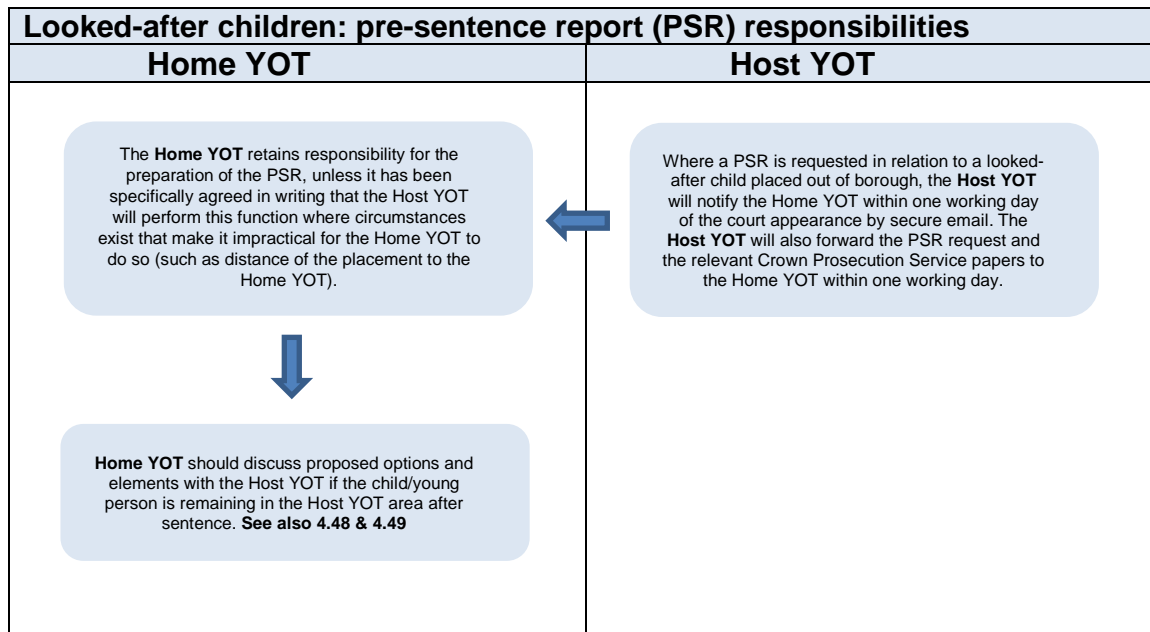 Looked-after children: pre-sentence report (PSR) responsibilities
Home YOT
Host YOT
The Home YOT retains responsibility for the
preparation of the PSR, unless it has been
specifically agreed in writing that the Host YOT
will perform this function where circumstances
exist that make it impractical for the Home YOT to
do so (such as distance of the placement to the
Home YOT).
Where a PSR is requested in relation to a looked-
after child placed out of borough, the Host YOT
will notify the Home YOT within one working day
of the court appearance by secure email. The
Host YOT will also forward the PSR request and
the relevant Crown Prosecution Service papers to
the Home YOT within one working day.
Home YOT should discuss proposed options and
elements with the Host YOT if the child/young
person is remaining in the Host YOT area after
sentence. See also 4.48 & 4.49